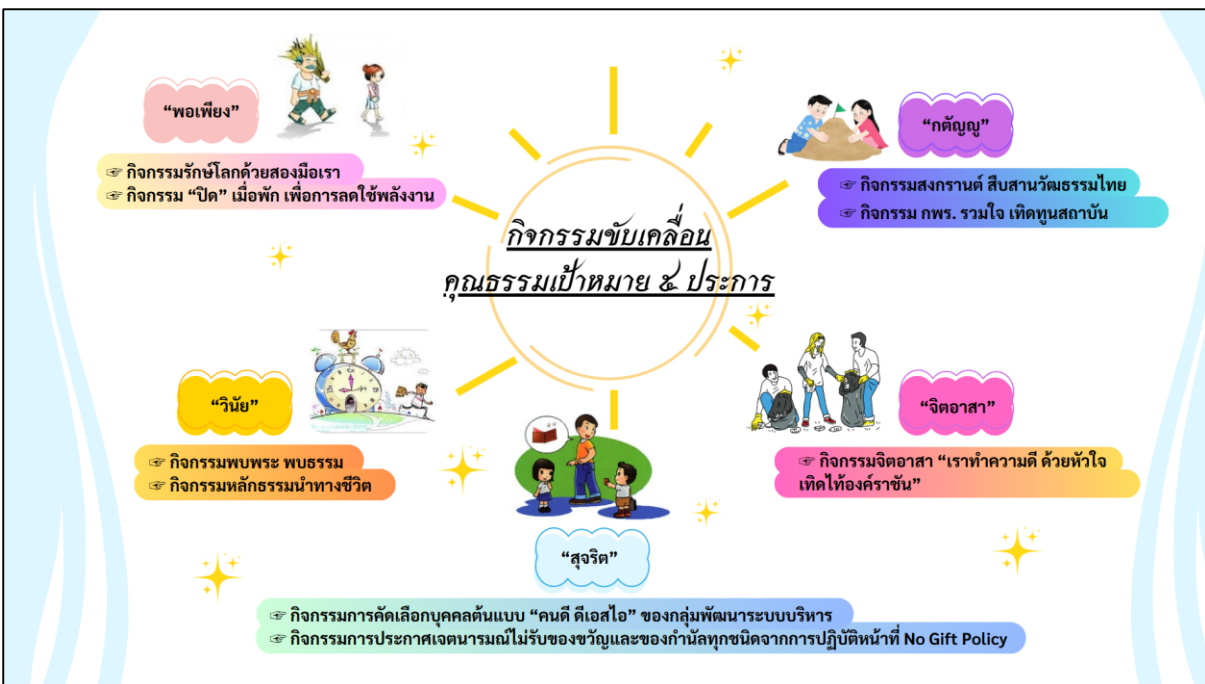 กิจกรรมขับเคลื่อน
คุณธรรมเป้าหมาย ๕ ประการ
“พอเพียง”
☞ กิจกรรมรักษ์โลกด้วยสองมือเรา
☞ กิจกรรม “ปิด” เมื่อพัก เพื่อการลดใช้พลังงาน
“กตัญญู”
☞ กิจกรรมสงกรานต์ สืบสานวัฒธรรมไทย
☞ กิจกรรม กพร. รวมใจ เทิดทูนสถาบัน
“วินัย”
☞ กิจกรรมพบพระ พบธรรม
☞ กิจกรรมหลักธรรมนำทางชีวิต
“จิตอาสา”
☞ กิจกรรมจิตอาสา “เราทำความดี ด้วยหัวใจ
เทิดไท้องค์ราชัน”
“สุจริต”
☞ กิจกรรมการคัดเลือกบุคคลต้นแบบ “คนดี ดีเอสไอ” ของกลุ่มพัฒนาระบบบริหาร
☞ กิจกรรมการประกาศเจตนารมณ์ไม่รับของขวัญและของกำนัลทุกชนิดจากการปฏิบัติหน้าที่ No Gift Policy